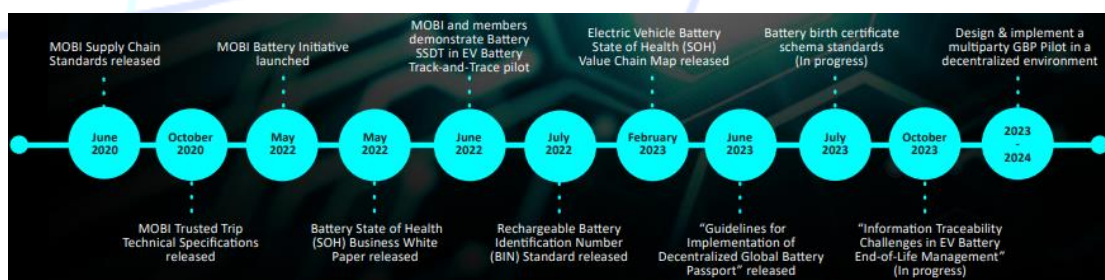 MOBI Supply Chain
Standards released
June
2020
October
2020
MOBI Trusted Trip
Technical Specifications
released
MOBI Battery Initiative
launched
May
2022
May
2022
Battery State of Health
(SOH) Business White
Paper released
MOBI and members
demonstrate Battery
SSDT in EV Battery
Track-and-Trace pilot
June
2022
July
2022
Rechargeable Battery
Identification Number
(BIN) Standard released
Electric Vehicle Battery
State of Health (SOH)
Value Chain Map released
February
2023
June
2023
“Guidelines for
Implementation of
Decentralized Global Battery
Passport” released
Battery birth certificate
schema standards
(In progress)
July
2023
October
2023
“Information Traceability
Challenges in EV Battery
End-of-Life Management”
(In progress)
Design & implement a
multiparty GBP Pilot in a
decentralized environment
2023
-
2024